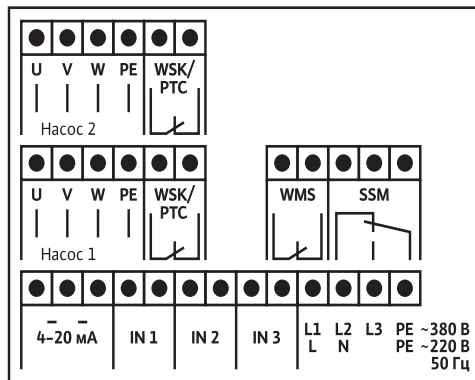 U V W PE WSK/
PTC
Насос 2
U V W PE WSK/
PTC
Насос 1
WMS SSM
4–20 мА IN 1 IN 2 IN 3
L1 L2 L3 PE ~380 В
L N PE ~220 В
50 Гц